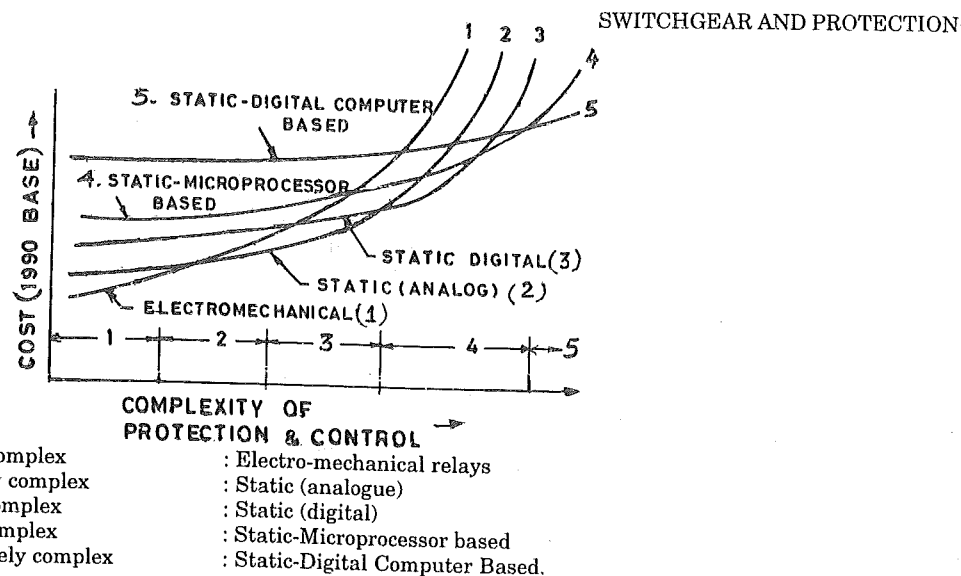 SWITCHGEAR AND PROTECTION
1 2 3
4
5. STATIC-DIGITAL COMPUTER
BASED
5
4. STATIC-MICROPROCESSOR
BASED
COST (1990 BASE)
STATIC DIGITAL(3)
STATIC (ANALOG) (2)
ELECTROMECHANICAL(1)
1 2 3 4 5
COMPLEXITY OF
PROTECTION & CONTROL
: Electro-mechanical relays
complex : Static (analogue)
: Static (digital)
: Static-Microprocessor based
complex : Static-Digital Computer Based.